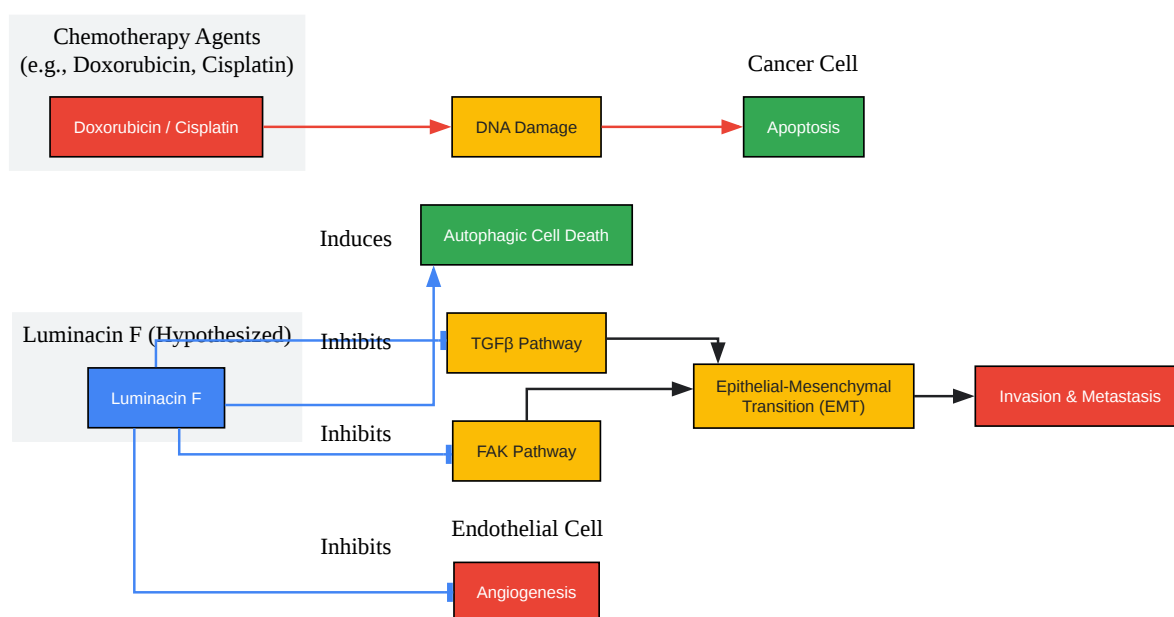 Chemotherapy Agents
(e.g., Doxorubicin, Cisplatin)
Cancer Cell
Doxorubicin / Cisplatin
DNA Damage
Apoptosis
Induces
Autophagic Cell Death
Luminacin F (Hypothesized)
Inhibits
TGFβ Pathway
Luminacin F
Epithelial-Mesenchymal
Transition (EMT)
Invasion & Metastasis
Inhibits
FAK Pathway
Endothelial Cell
Inhibits
Angiogenesis